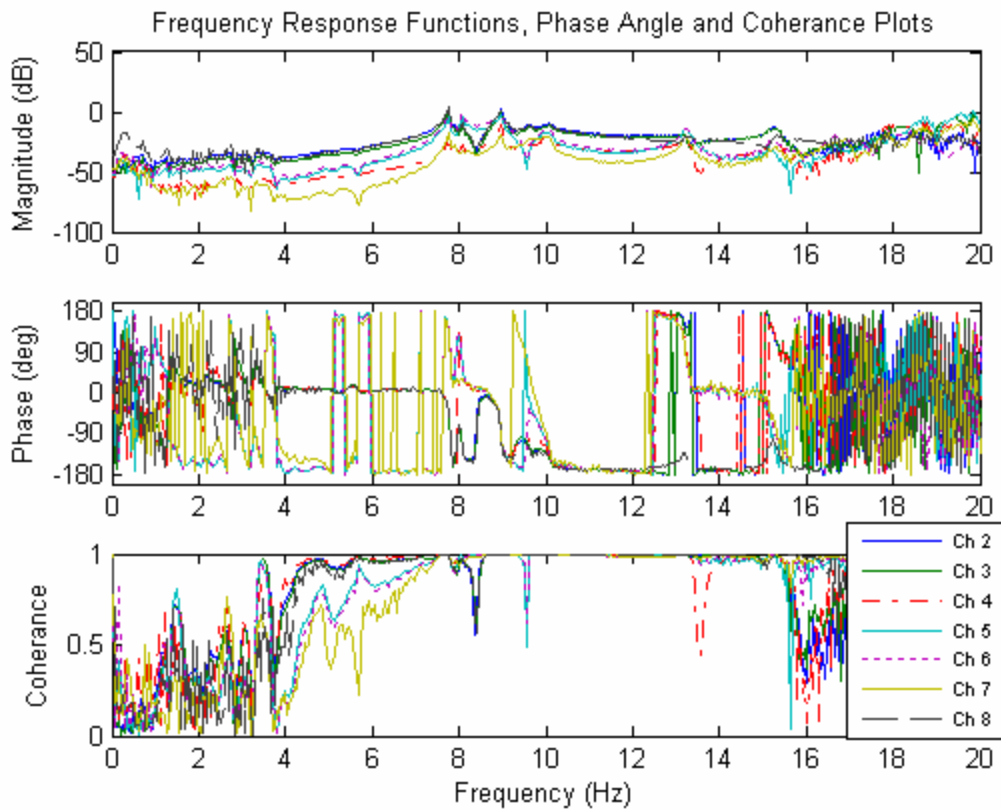 Frequency Response Functions, Phase Angle and Coherance Plots
Magnitude (dB)
50
0
-50
-100
0 2 4 6 8 10 12 14 16 18 20
Phase (deg)
180
90
0
-90
-180
0 2 4 6 8 10 12 14 16 18 20
Coherance
1
0.5
0
0 2 4 6 8 10 12 14 16 18 20
Frequency (Hz)
Ch 2
Ch 3
Ch 4
Ch 5
Ch 6
Ch 7
Ch 8